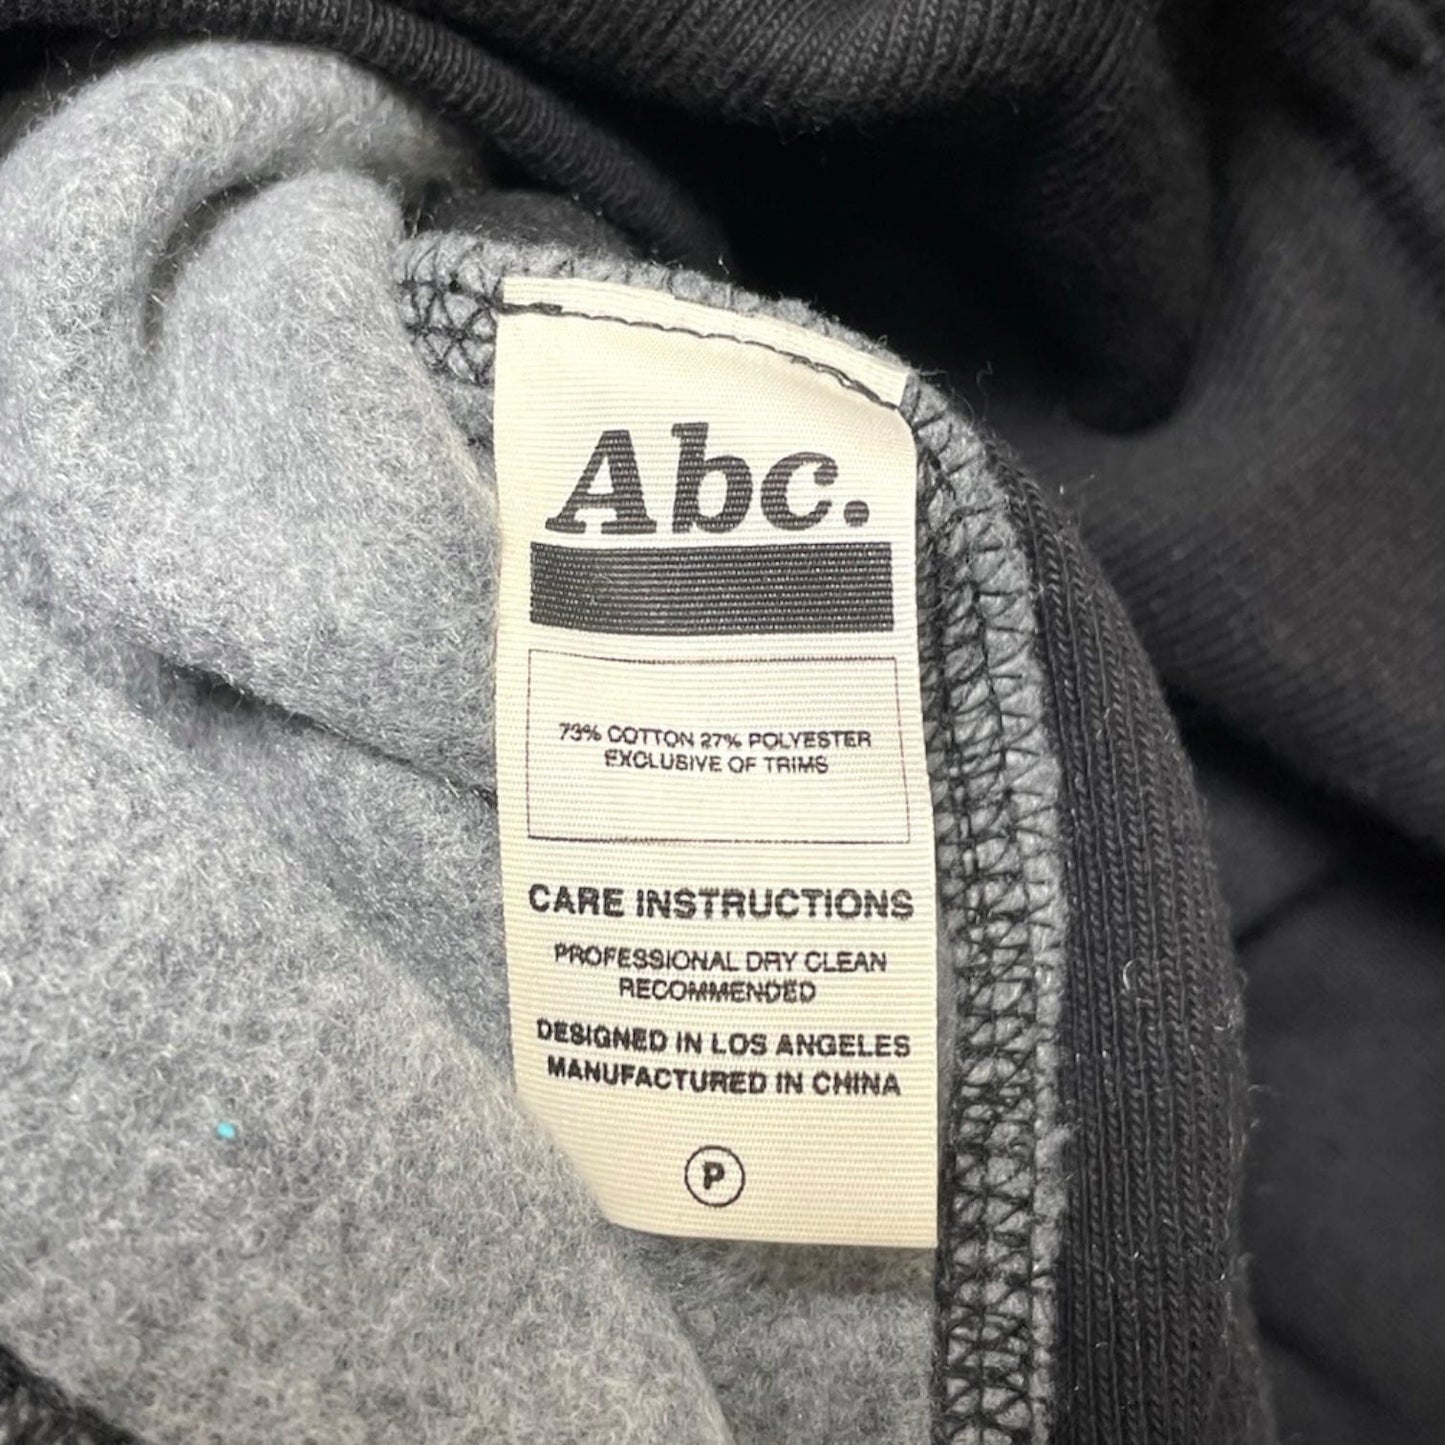 Abc.
73% COTTON 27% POLYESTER
EXCLUSIVE OF TRIMS
CARE INSTRUCTIONS
PROFESSIONAL DRY CLEAN
RECOMMENDED
DESIGNED IN LOS ANGELES
MANUFACTURED IN CHINA
P